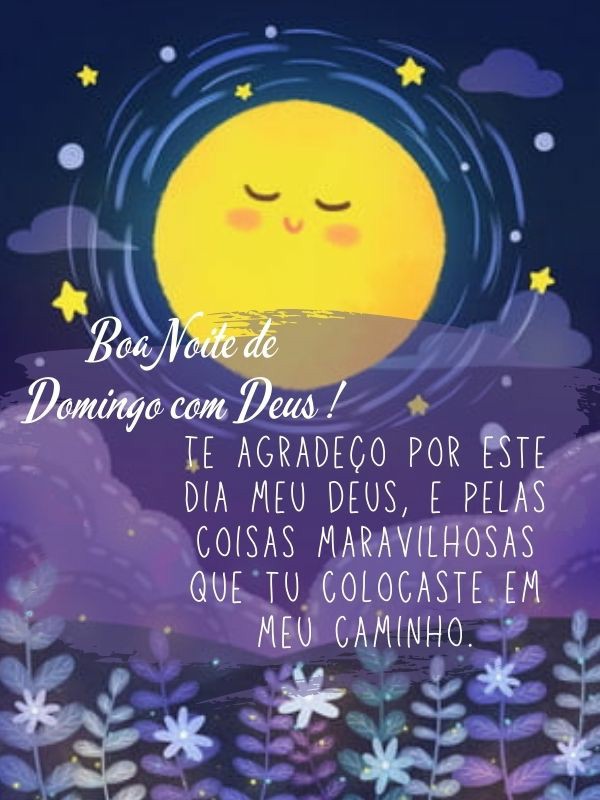 Boa Noite de
Domingo com Deus !
TE AGRADEÇO POR ESTE
DIA MEU DEUS, E PELAS
COISAS MARAVILHOSAS
QUE TU COLOCASTE EM
MEU CAMINHO.